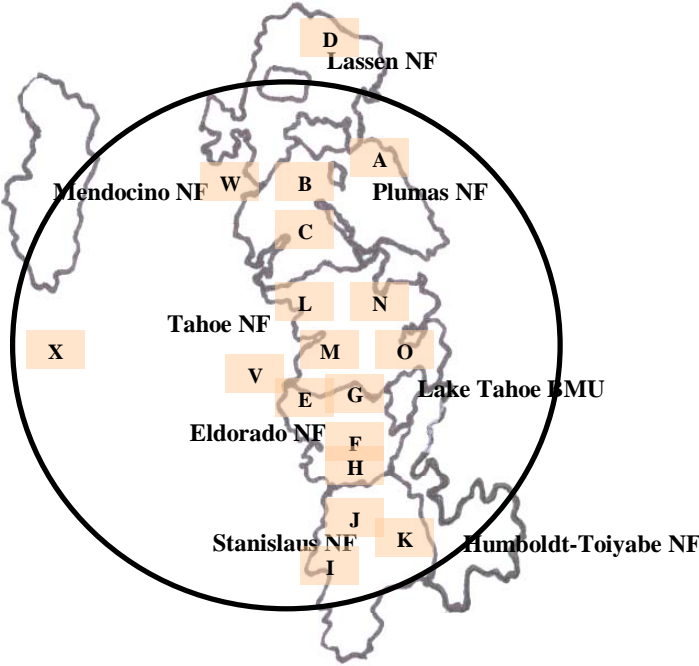 D
Lassen NF
A
W
B
Mendocino NF
Plumas NF
C
L
N
Tahoe NF
X
M
O
V
Lake Tahoe BMU
E
G
Eldorado NF
F
H
J
Stanislaus NF
K
Humboldt-Toiyabe NF
I